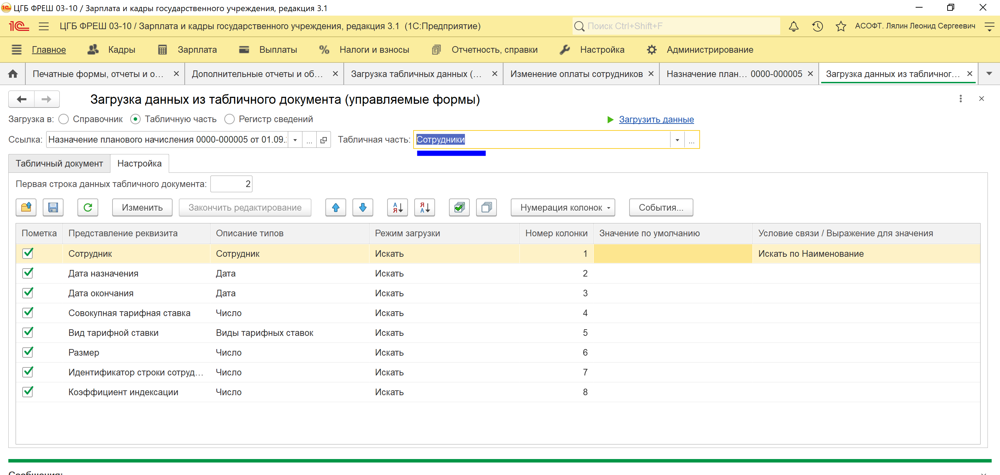 ЦГБ ФРЕШ 03-10 / Зарплата и кадры государственного учреждения, редакция 3.1
ЦГБ ФРЕШ 03-10 / Зарплата и кадры государственного учреждения, редакция 3.1 (1С:Предприятие) Поиск Ctrl+Shift+F АСОФТ. Лялин Леонид Сергеевич
Главное Кадры Зарплата Выплаты Налоги и взносы Отчетность, справки Настройка Администрирование
Печатные формы, отчеты и о... Дополнительные отчеты и об... Загрузка табличных данных (... Изменение оплаты сотрудников Назначение план... 0000-000005 Загрузка данных из табличног...
Загрузка данных из табличного документа (управляемые формы)
Загрузка в: Справочник Табличную часть Регистр сведений Загрузить данные
Ссылка: Назначение планового начисления 0000-000005 от 01.09. ... Табличная часть: Сотрудники ...
Табличный документ Настройка
Первая строка данных табличного документа: 2
Изменить Закончить редактирование Нумерация колонок События...
Пометка Представление реквизита Описание типов Режим загрузки Номер колонки Значение по умолчанию Условие связи / Выражение для значения
Сотрудник Сотрудник Искать 1 Искать по Наименование
Дата назначения Дата Искать 2
Дата окончания Дата Искать 3
Совокупная тарифная ставка Число Искать 4
Вид тарифной ставки Виды тарифных ставок Искать 5
Размер Число Искать 6
Идентификатор строки сотруд... Число Искать 7
Коэффициент индексации Число Искать 8
Сообщения: